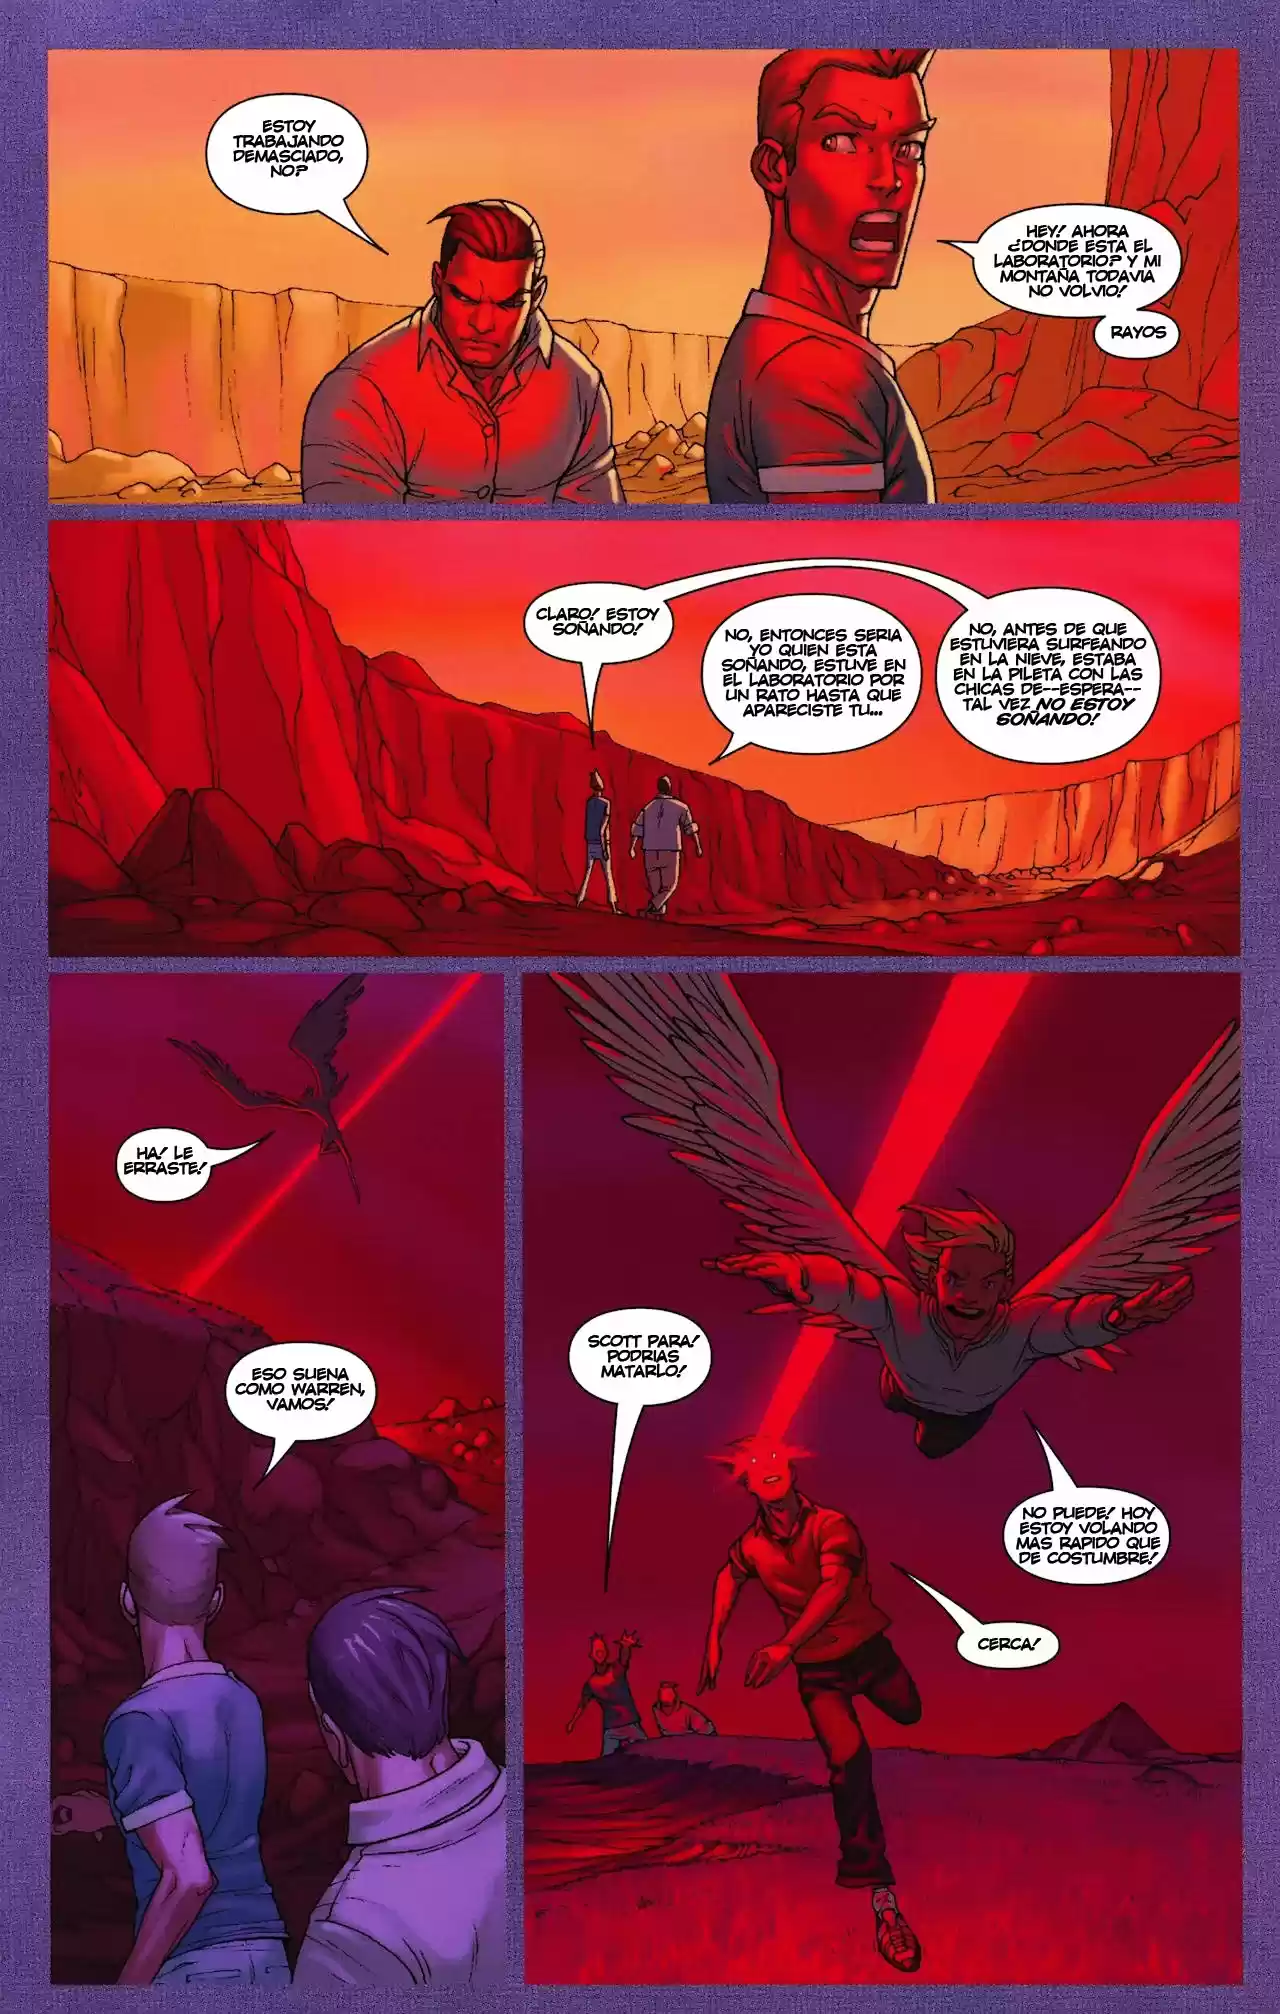 ESTOY
TRABAJANDO
DEMASCIADO,
NO?
HEY! AHORA
¿DONDE ESTA EL
LABORATORIO? Y MI
MONTAÑA TODAVIA
NO VOLVIO!
RAYOS
CLARO! ESTOY
SOÑANDO!
NO, ENTONCES SERIA
YO QUIEN ESTA
SOÑANDO, ESTUVE EN
EL LABORATORIO POR
UN RATO HASTA QUE
APARECISTE TU...
NO, ANTES DE QUE
ESTUVIERA SURFEANDO
EN LA NIEVE, ESTABA
EN LA PILETA CON LAS
CHICAS DE--ESPERA--
TAL VEZ NO ESTOY
SOÑANDO!
HA! LE
ERRASTE!
ESO SUENA
COMO WARREN,
VAMOS!
SCOTT PARA!
PODRIAS
MATARLO!
NO PUEDE! HOY
ESTOY VOLANDO
MAS RAPIDO QUE
DE COSTUMBRE!
CERCA!